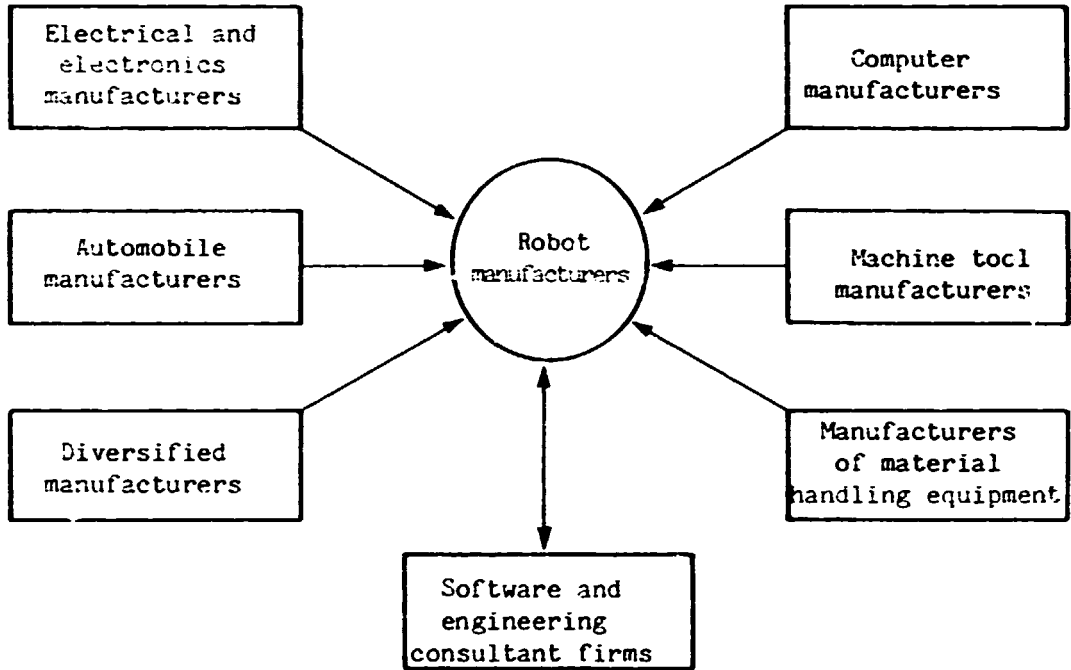 Electrical and
electronics
manufacturers
Computer
manufacturers
Automobile
manufacturers
Robot
manufacturers
Machine tocl
manufacturers
Diversified
manufacturers
Manufacturers
of material
handling equipment
Software and
engineering
consultant firms